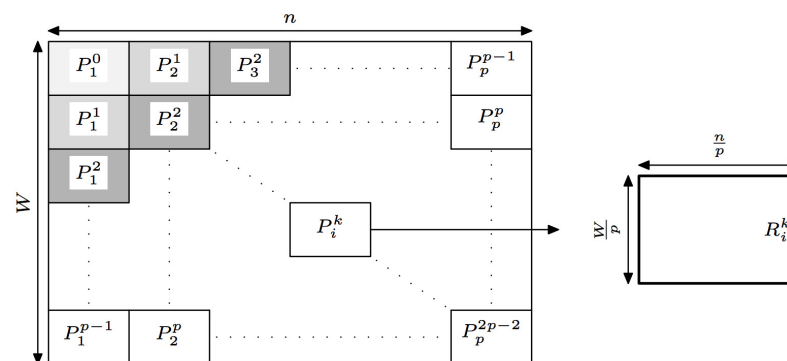 n
P_1^0 P_2^1 P_3^2 P_p^{p-1}
P_1^1 P_2^2 P_p^p
P_1^2
n/p
W
P_i^k
W/p
R_i^k
P_1^{p-1} P_2^p P_p^{2p-2}